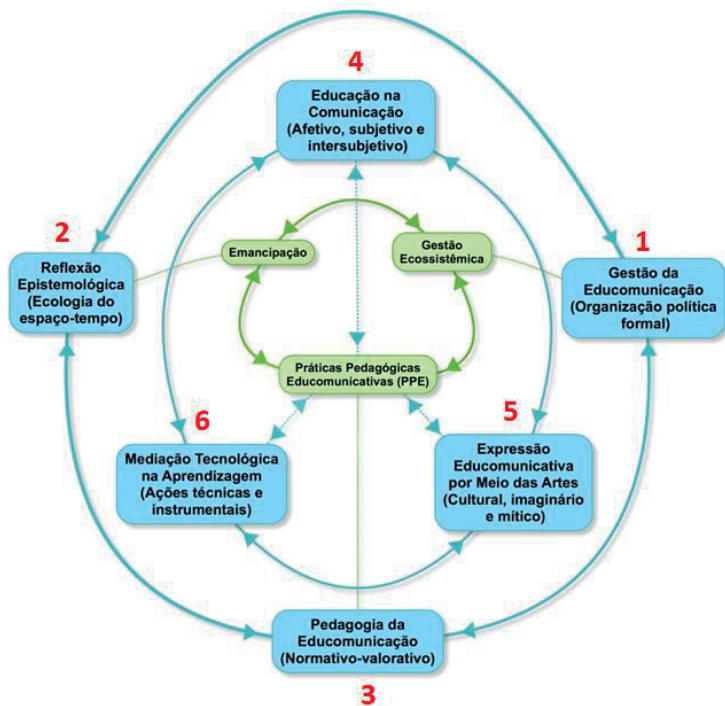 4
Educação na
Comunicação
(Afetivo, subjetivo e
intersubjetivo)
2
Reflexão
Epistemológica
(Ecologia do
espaço-tempo)
Emancipação
Gestão
Ecossistêmica
1
Gestão da
Educomunicação
(Organização política
formal)
Práticas Pedagógicas
Educomunicativas (PPE)
6
Mediação Tecnológica
na Aprendizagem
(Ações técnicas e
instrumentais)
5
Expressão
Educomunicativa
por Meio das Artes
(Cultural, imaginário
e mítico)
Pedagogia da
Educomunicação
(Normativo-valorativo)
3